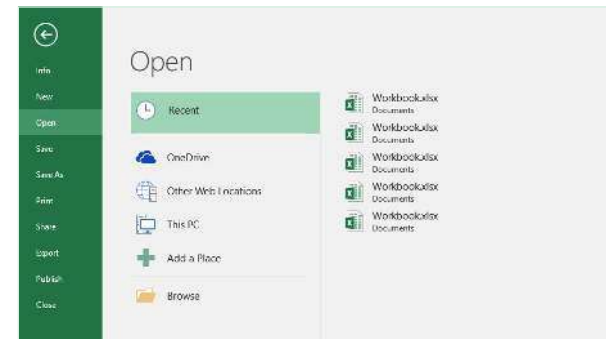 Info
New
Open
Save
Save As
Print
Share
Export
Publish
Close
Open
Recent
OneDrive
Other Web Locations
This PC
Add a Place
Browse
Workbook.xlsx
Documents
Workbook.xlsx
Documents
Workbook.xlsx
Documents
Workbook.xlsx
Documents
Workbook.xlsx
Documents